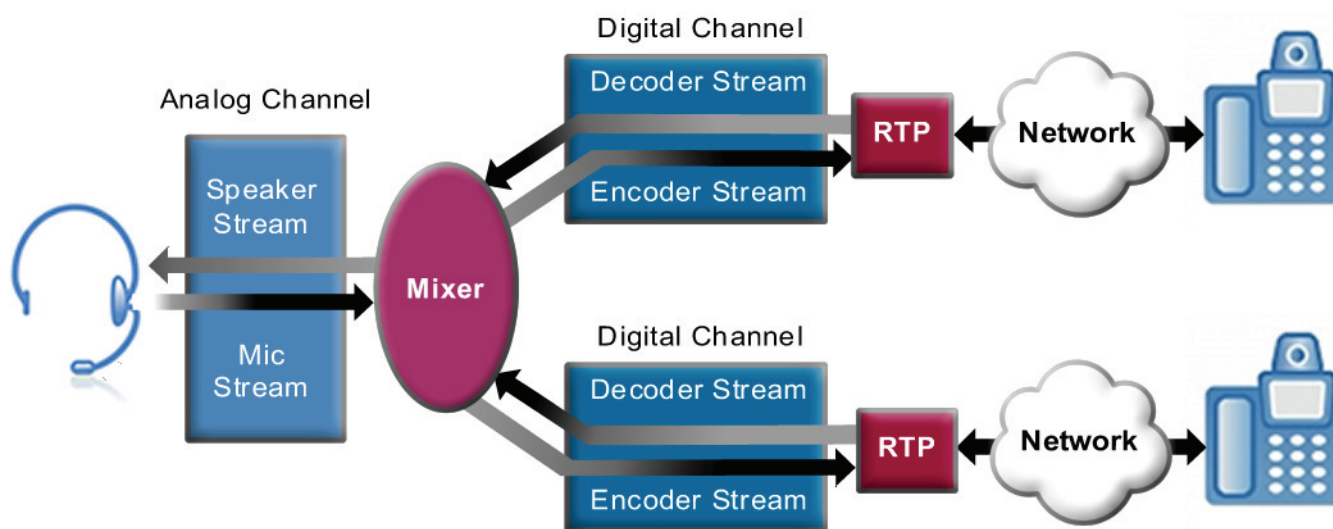 Digital Channel
Decoder Stream
Analog Channel
RTP
Network
Speaker
Stream
Encoder Stream
Mixer
Mic
Stream
Digital Channel
Decoder Stream
RTP
Network
Encoder Stream